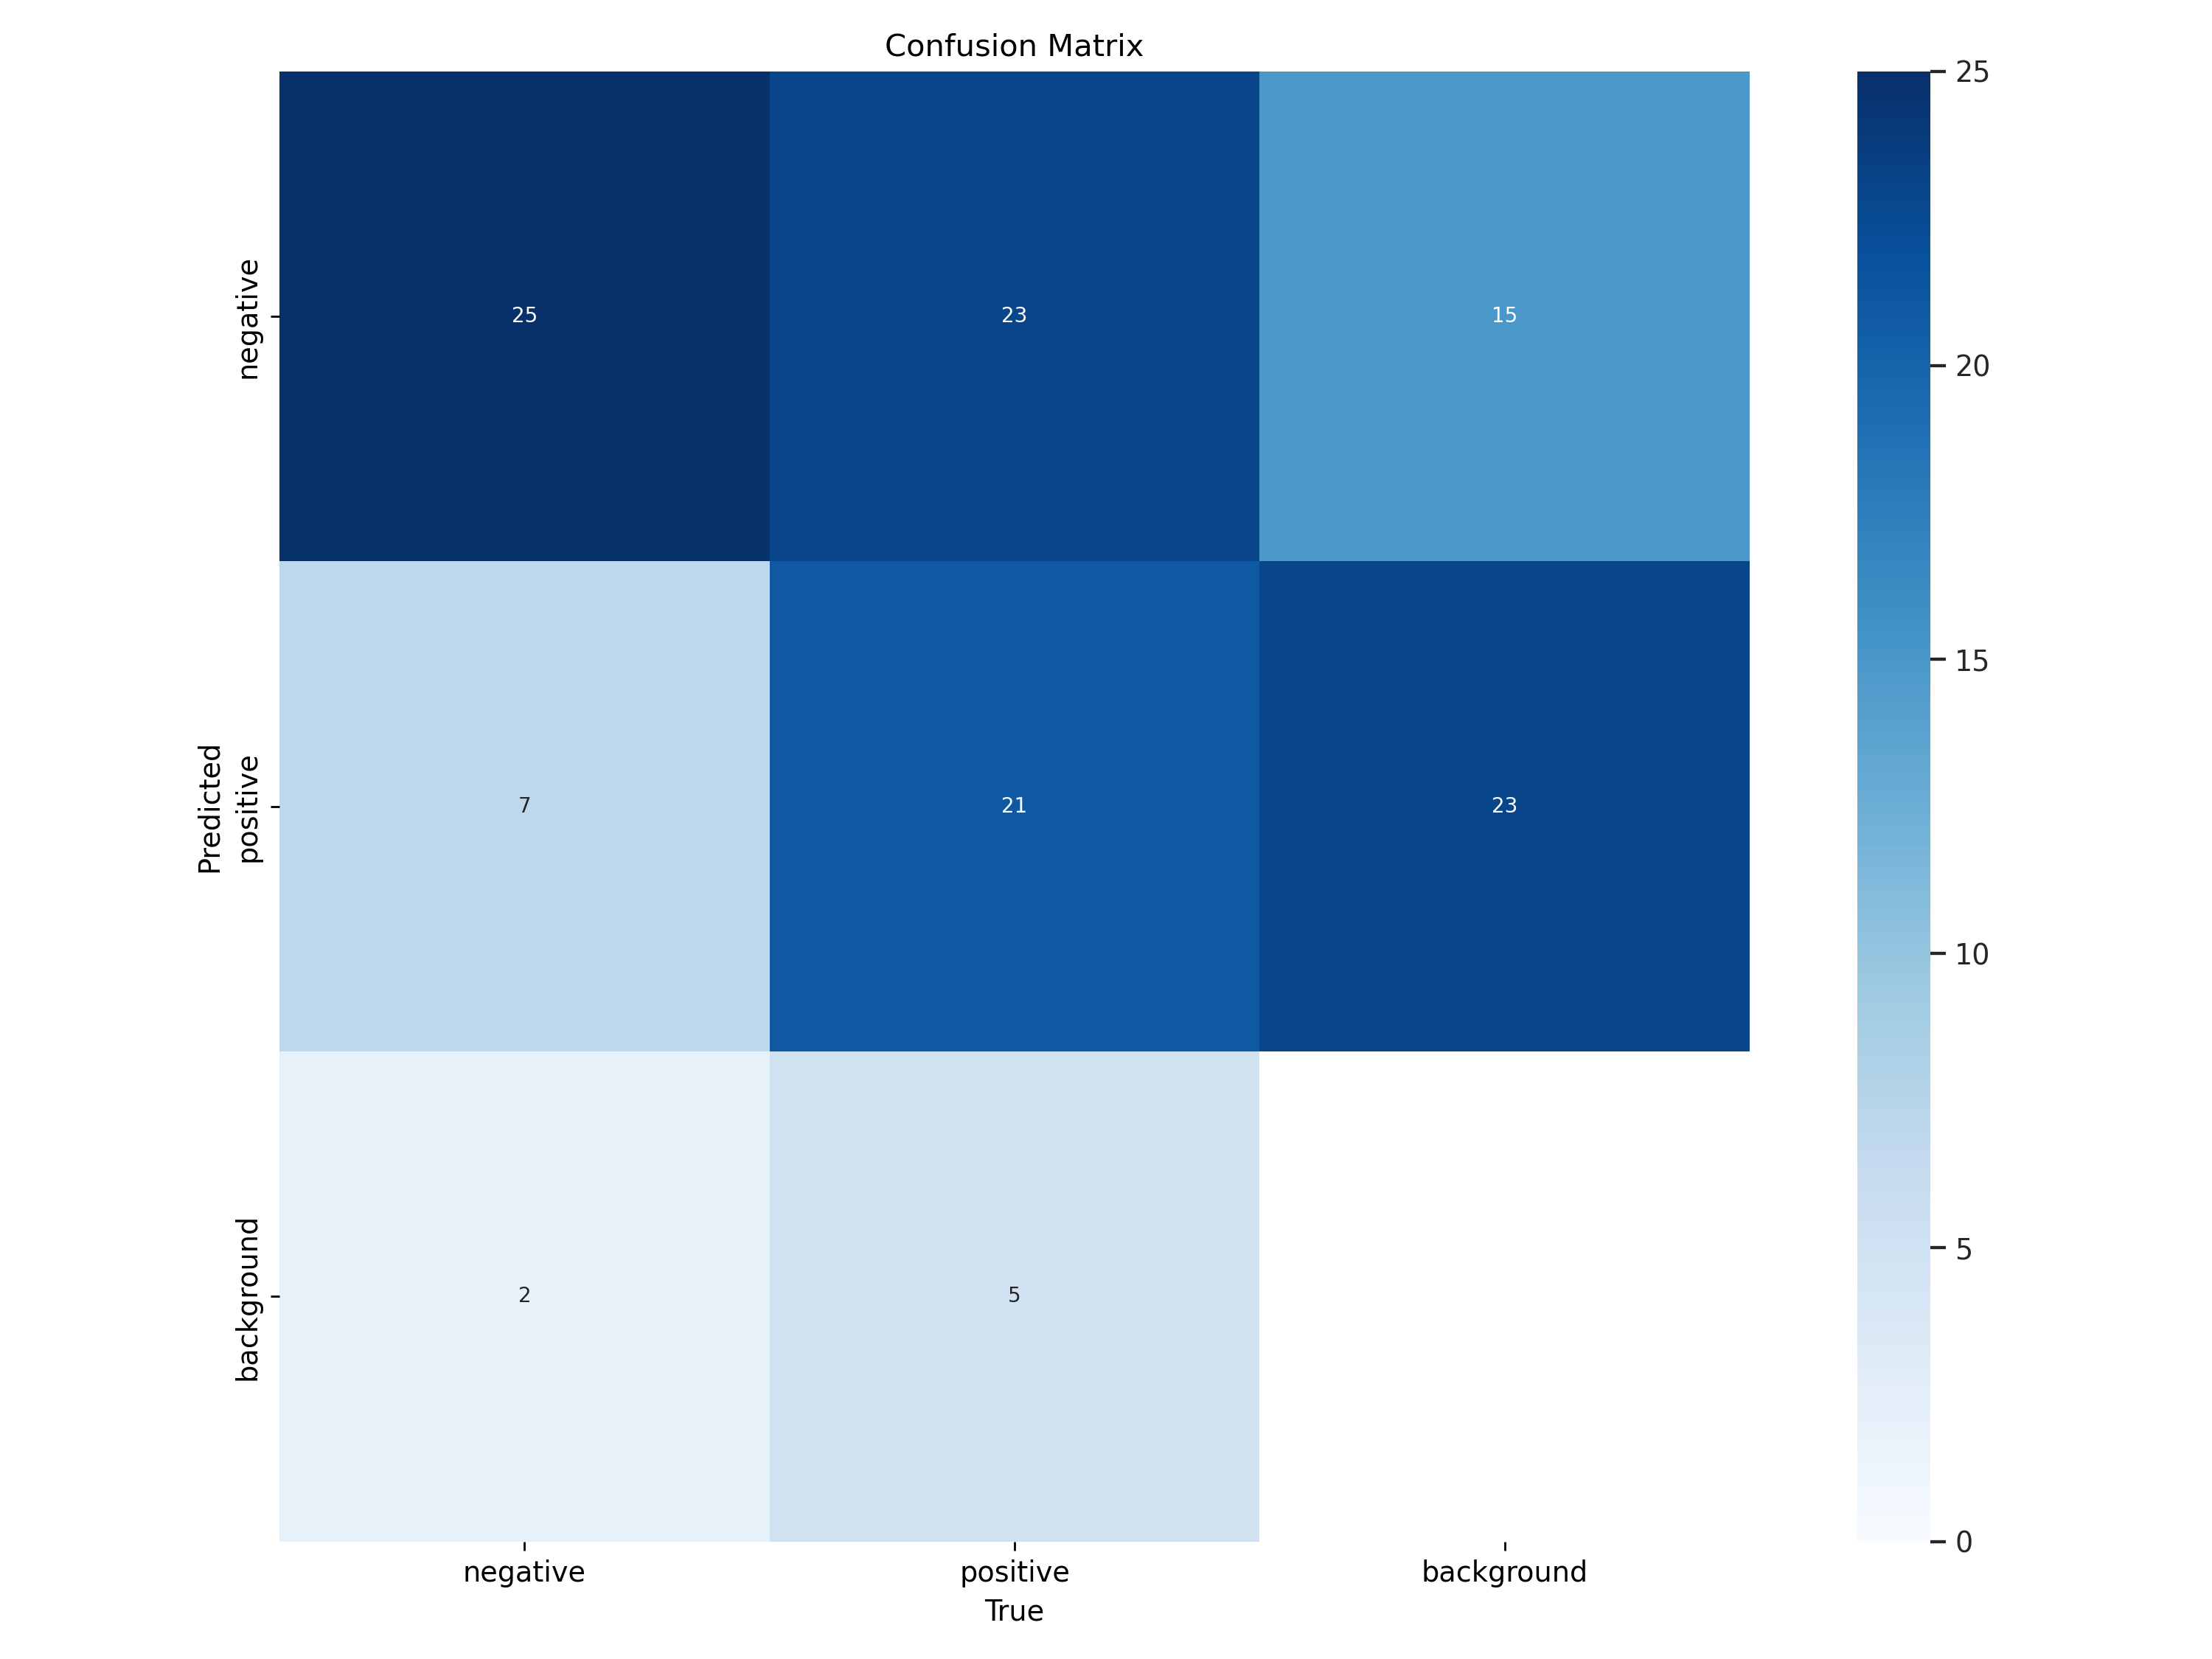 Confusion Matrix
25
negative
25 23 15
20
15
Predicted
positive
7 21 23
10
5
background
2 5
0
negative positive background
True